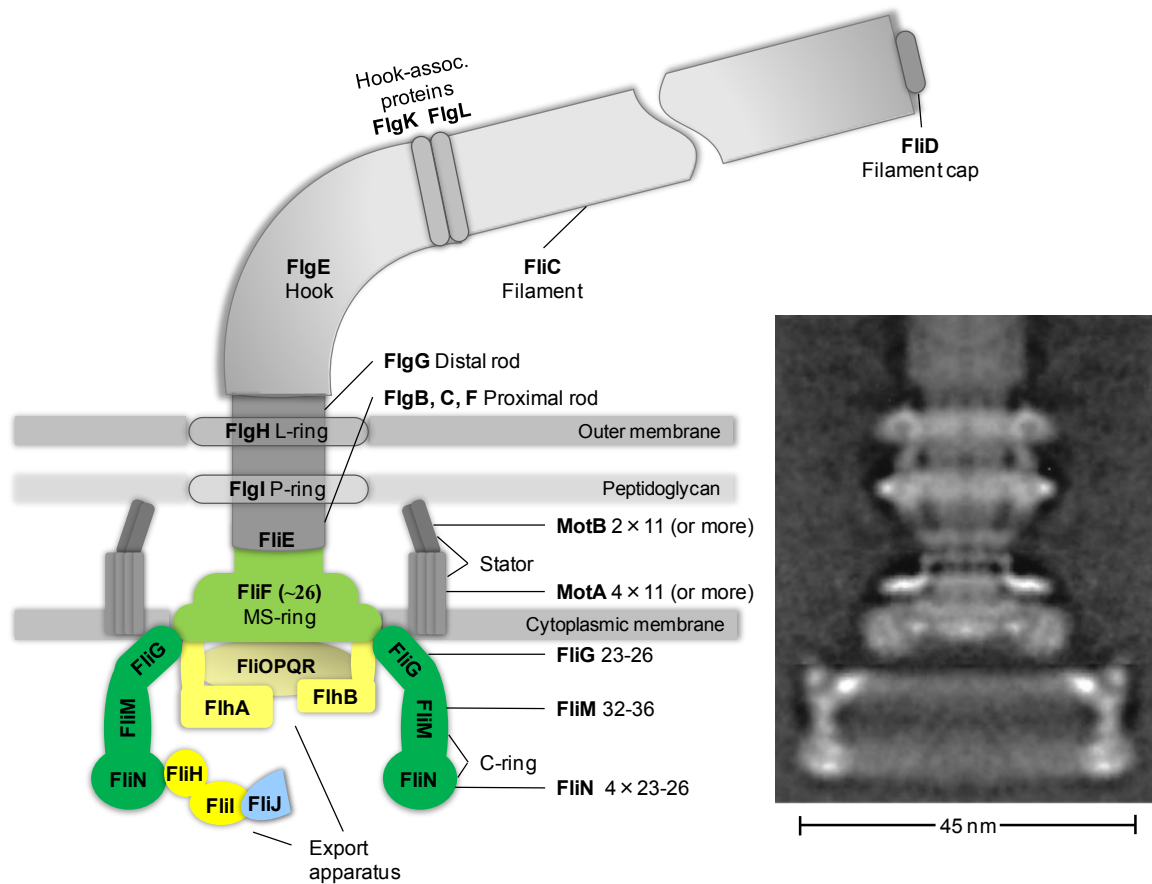 Hook-assoc.
proteins
FlgK FlgL
FliD
Filament cap
FlgE
Hook
FliC
Filament
FlgG Distal rod
FlgB, C, F Proximal rod
FlgH L-ring
Outer membrane
FlgI P-ring
Peptidoglycan
MotB 2 × 11 (or more)
FliE
Stator
FliF (~26)
MS-ring
MotA 4 × 11 (or more)
Cytoplasmic membrane
FliG
FliG
FliG 23-26
FliOPQR
FlhA
FlhB
FliM
FliM
FliM 32-36
C-ring
FliN
FliH
FliN
FliN 4 × 23-26
FliI
FliJ
Export
apparatus
45 nm